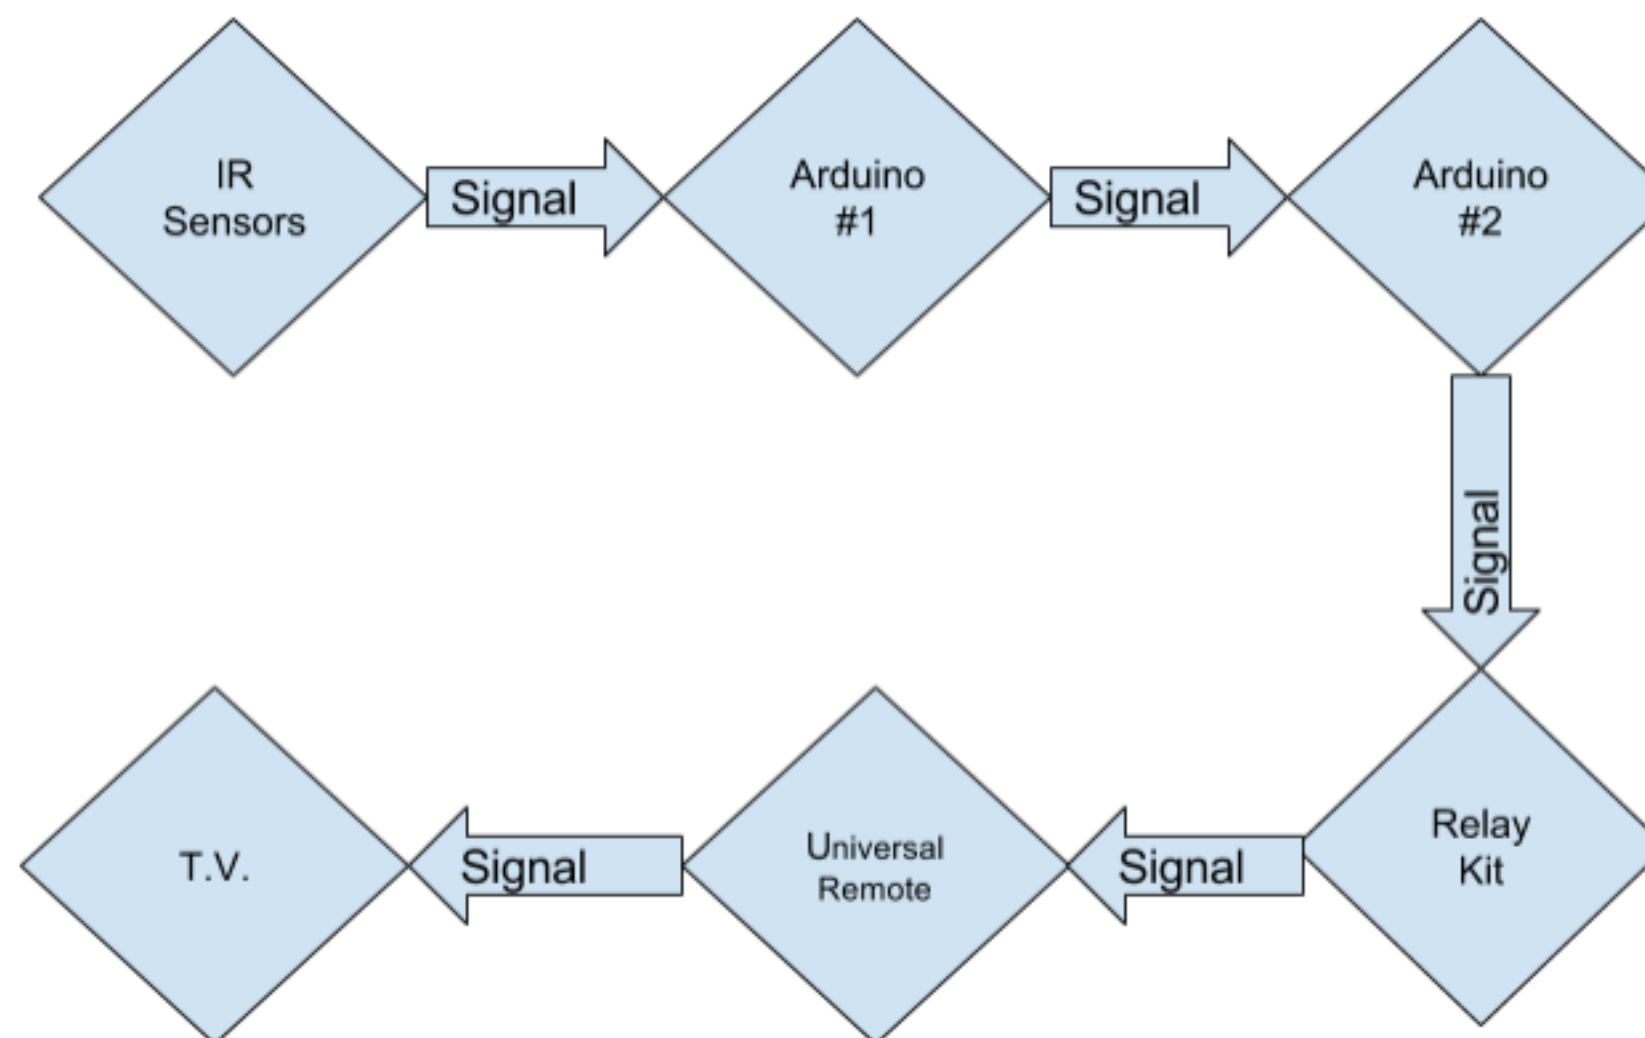 IR
Sensors
Signal
Arduino
#1
Signal
Arduino
#2
Signal
Relay
Kit
Signal
Universal
Remote
Signal
T.V.